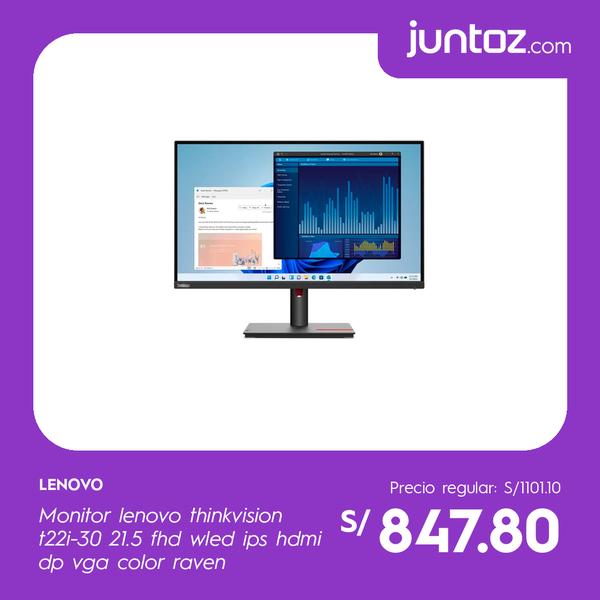 juntoz.com
LENOVO
Monitor lenovo thinkvision
t22i-30 21.5 fhd wled ips hdmi
dp vga color raven
Precio regular: S/1101.10
S/ 847.80